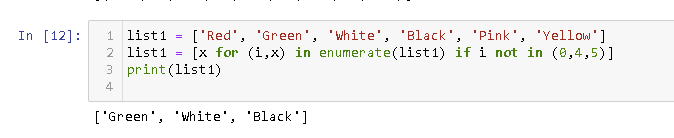 In [12]:
1 list1 = ['Red', 'Green', 'White', 'Black', 'Pink', 'Yellow']
2 list1 = [x for (i,x) in enumerate(list1) if i not in (0,4,5)]
3 print(list1)
4
['Green', 'White', 'Black']